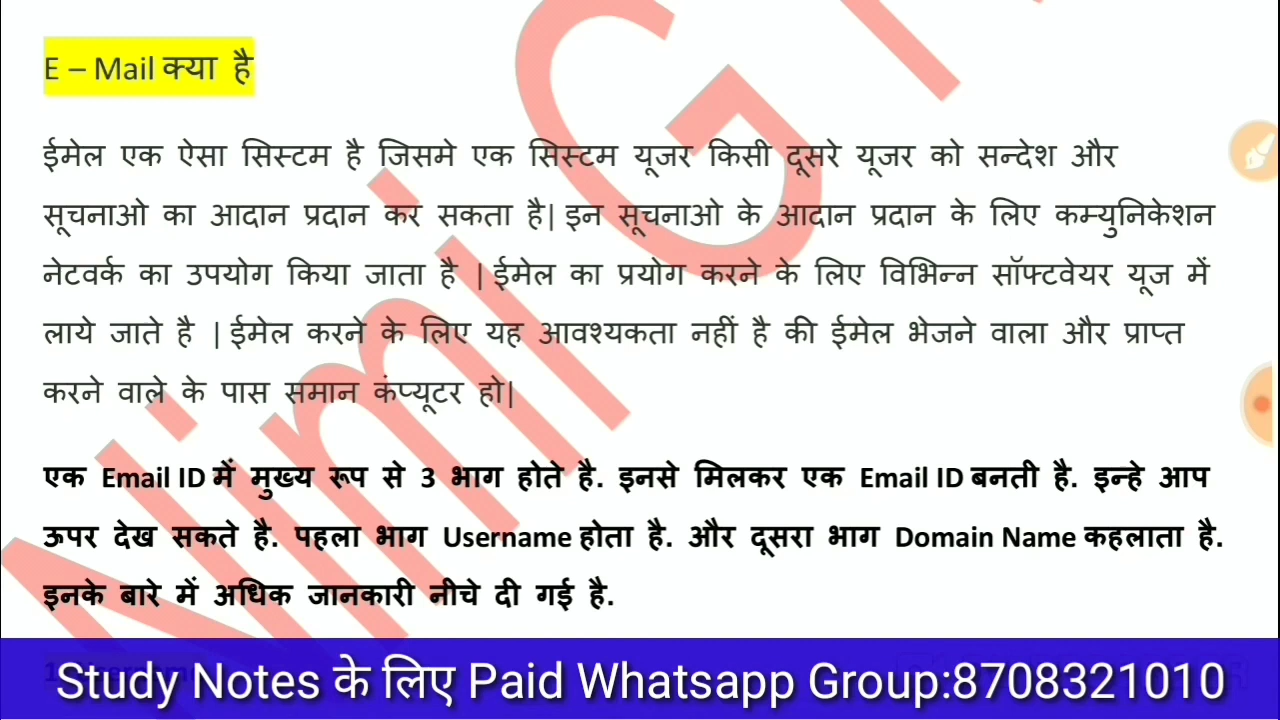 E – Mail क्या है
ईमेल एक ऐसा सिस्टम है जिसमे एक सिस्टम यूजर किसी दूसरे यूजर को सन्देश और
सूचनाओ का आदान प्रदान कर सकता है| इन सूचनाओ के आदान प्रदान के लिए कम्युनिकेशन
नेटवर्क का उपयोग किया जाता है | ईमेल का प्रयोग करने के लिए विभिन्न सॉफ्टवेयर यूज में
लाये जाते है | ईमेल करने के लिए यह आवश्यकता नहीं है की ईमेल भेजने वाला और प्राप्त
करने वाले के पास समान कंप्यूटर हो|
एक Email ID में मुख्य रूप से 3 भाग होते है. इनसे मिलकर एक Email ID बनती है. इन्हे आप
ऊपर देख सकते है. पहला भाग Username होता है. और दूसरा भाग Domain Name कहलाता है.
इनके बारे में अधिक जानकारी नीचे दी गई है.
Study Notes के लिए Paid Whatsapp Group:8708321010
Nimi G